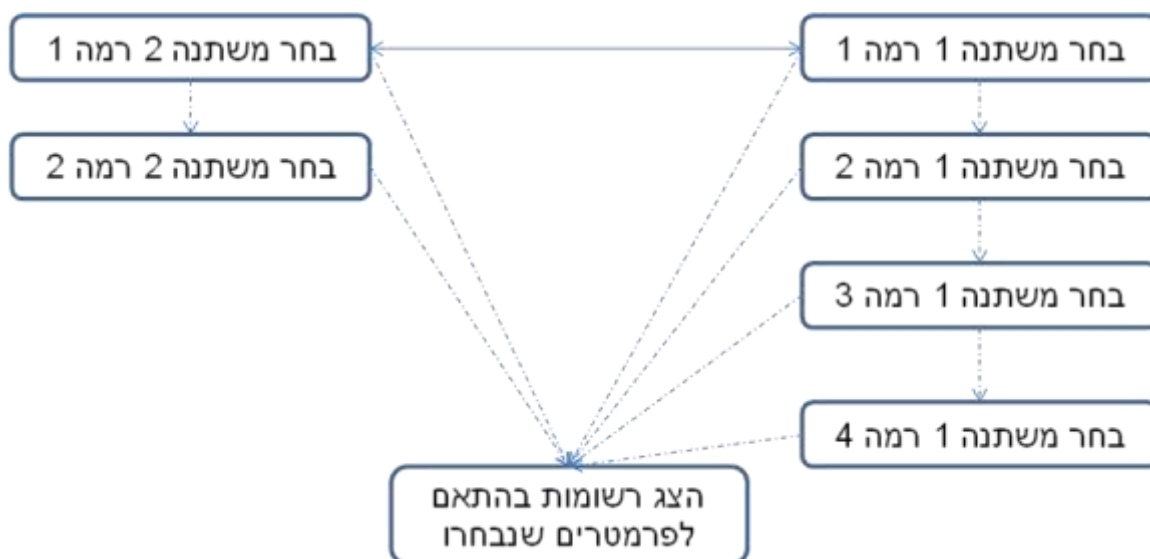 בחר משתנה 1 רמה 1
בחר משתנה 2 רמה 1
בחר משתנה 1 רמה 2
בחר משתנה 2 רמה 2
בחר משתנה 1 רמה 3
בחר משתנה 1 רמה 4
הצג רשומות בהתאם
לפרמטרים שנבחרו